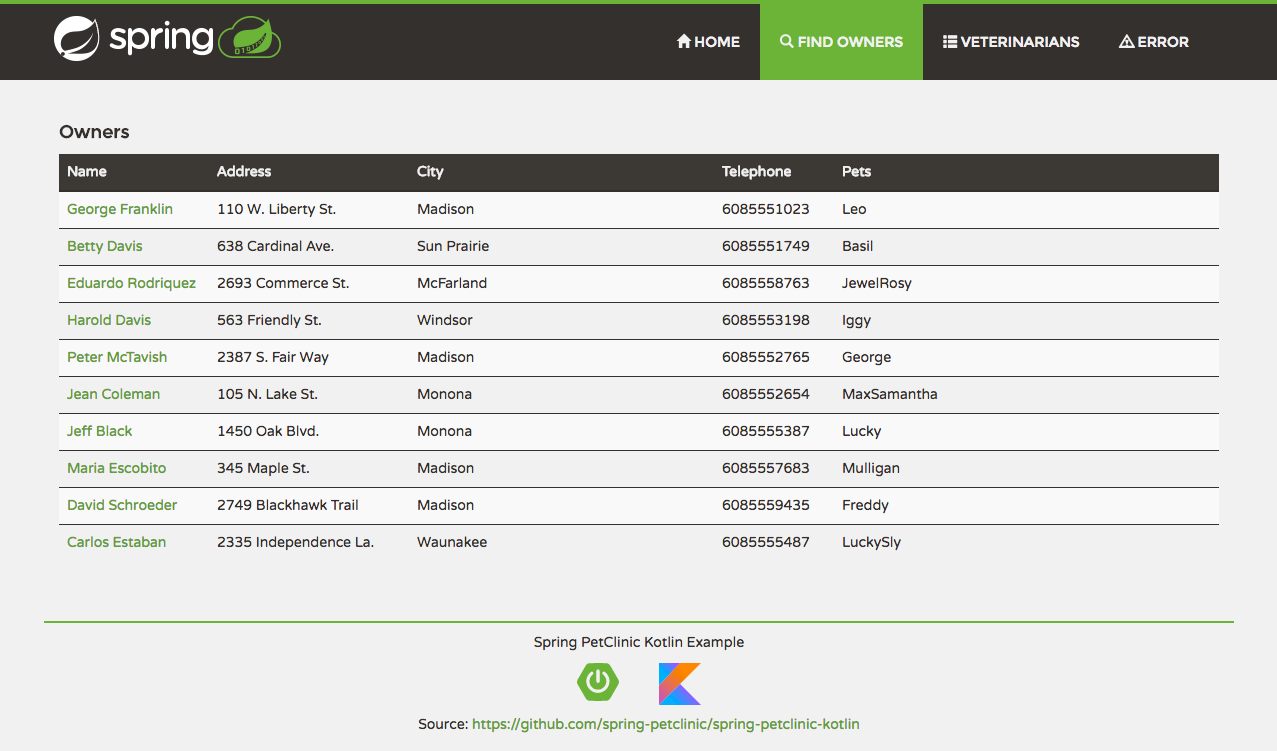 spring
HOME FIND OWNERS VETERINARIANS ERROR
Owners
Name Address City Telephone Pets
George Franklin 110 W. Liberty St. Madison 6085551023 Leo
Betty Davis 638 Cardinal Ave. Sun Prairie 6085551749 Basil
Eduardo Rodriquez 2693 Commerce St. McFarland 6085558763 JewelRosy
Harold Davis 563 Friendly St. Windsor 6085553198 Iggy
Peter McTavish 2387 S. Fair Way Madison 6085552765 George
Jean Coleman 105 N. Lake St. Monona 6085552654 MaxSamantha
Jeff Black 1450 Oak Blvd. Monona 6085555387 Lucky
Maria Escobito 345 Maple St. Madison 6085557683 Mulligan
David Schroeder 2749 Blackhawk Trail Madison 6085559435 Freddy
Carlos Estaban 2335 Independence La. Waunakee 6085555487 LuckySly
Spring PetClinic Kotlin Example
Source: https://github.com/spring-petclinic/spring-petclinic-kotlin